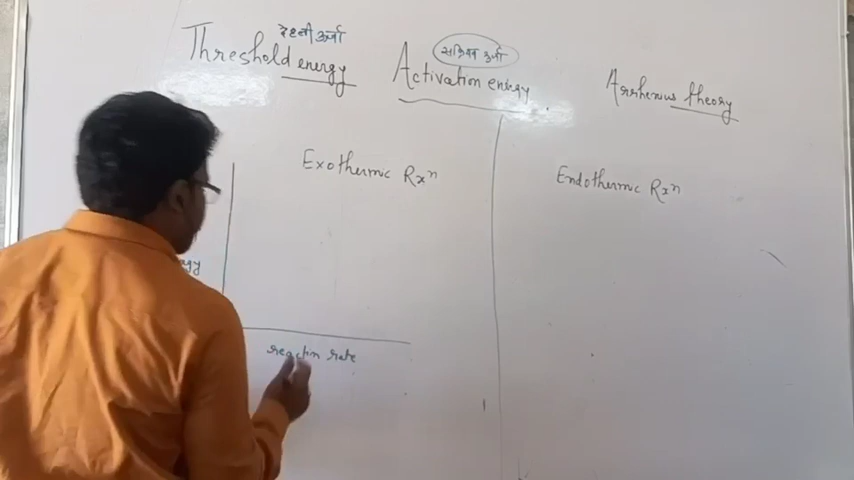 देहली ऊर्जा
Threshold energy
सक्रियण ऊर्जा
Activation energy
Arrhenius theory
Exothermic Rxⁿ
Endothermic Rxⁿ
reaction rate